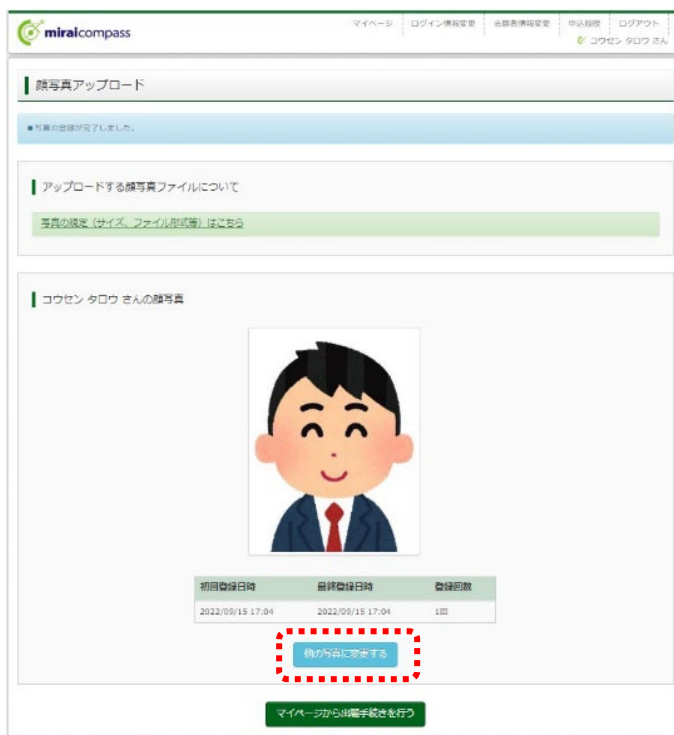 miraicompass
マイページ ログイン情報変更 志願者情報変更 申込履歴 ログアウト
コウセン タロウ さん
顔写真アップロード
■写真の登録が完了しました。
アップロードする顔写真ファイルについて
写真の規定（サイズ、ファイル形式等）はこちら
コウセン タロウ さんの顔写真
初回登録日時 最終登録日時 登録回数
2022/09/15 17:04 2022/09/15 17:04 1回
他の写真に変更する
マイページから出願手続きを行う